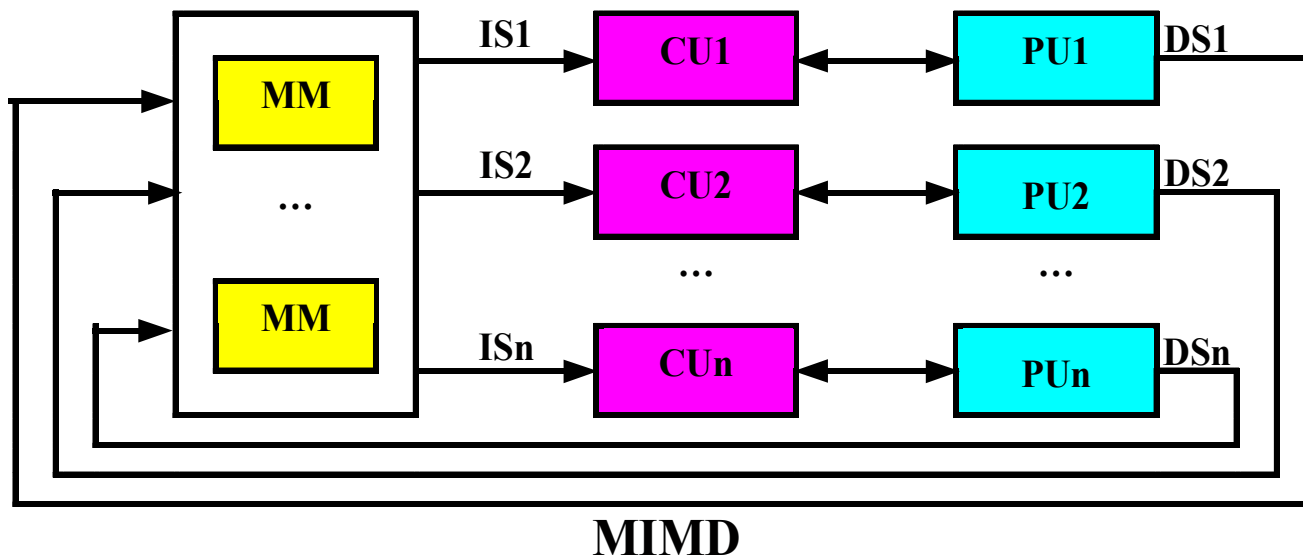 IS1 CU1 PU1 DS1
MM
IS2 CU2 PU2 DS2
...
... ...
MM
ISn CUn PUn DSn
MIMD